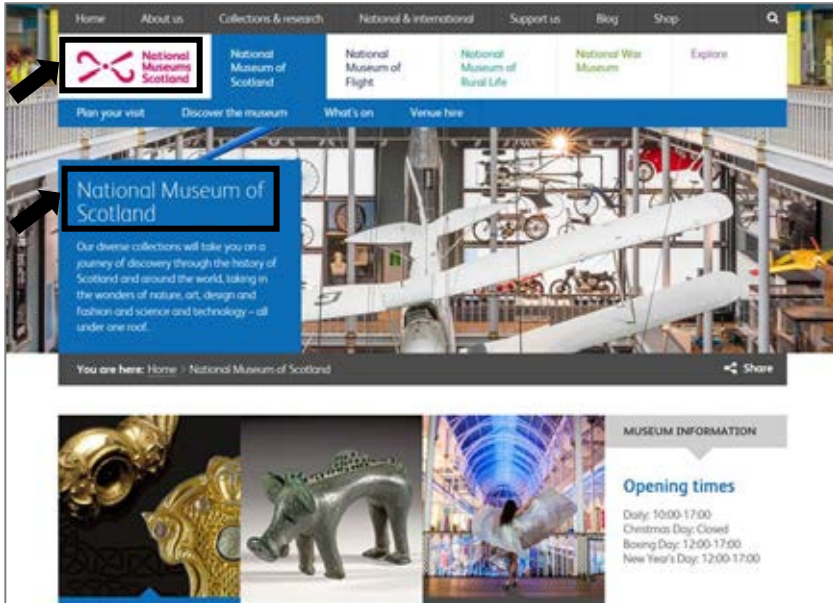 Home About us Collections & research National & international Support us Blog Shop
National
Museums
Scotland
National
Museum of
Scotland
National
Museum of
Flight
National
Museum of
Rural Life
National War
Museum
Explore
Plan your visit Discover the museum What's on Venue hire
National Museum of
Scotland
Our diverse collections will take you on a
journey of discovery through the history of
Scotland and around the world, taking in
the wonders of nature, art, design and
fashion and science and technology – all
under one roof.
You are here: Home > National Museum of Scotland
Share
MUSEUM INFORMATION
Opening times
Daily: 10:00-17:00
Christmas Day: Closed
Boxing Day: 12:00-17:00
New Year's Day: 12:00-17:00